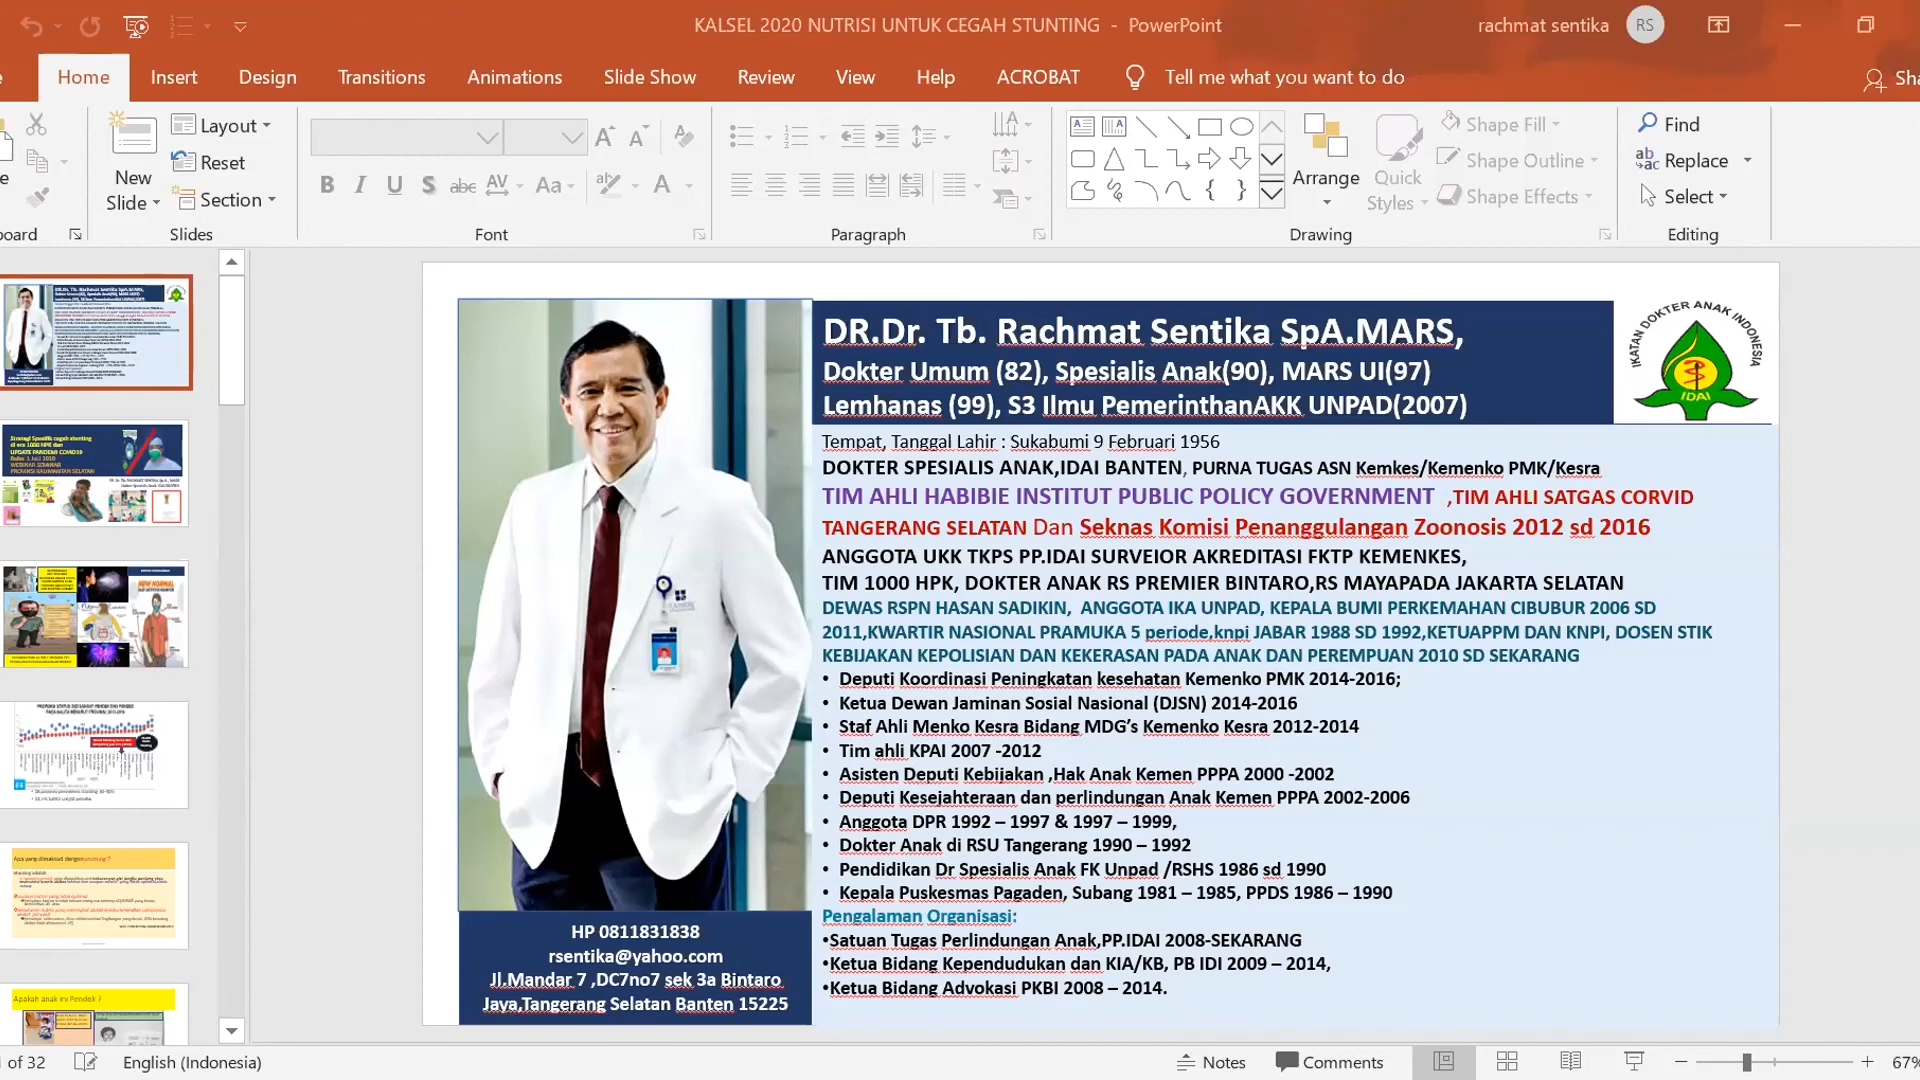 KALSEL 2020 NUTRISI UNTUK CEGAH STUNTING - PowerPoint
rachmat sentika
RS
Home
Insert
Design
Transitions
Animations
Slide Show
Review
View
Help
ACROBAT
Tell me what you want to do
Sha
Layout
Reset
Section
New
Slide
Arrange
Quick
Styles
Shape Fill
Shape Outline
Shape Effects
Find
Replace
Select
oard
Slides
Font
Paragraph
Drawing
Editing
DR.Dr. Tb. Rachmat Sentika SpA.MARS,
Dokter Umum (82), Spesialis Anak(90), MARS UI(97)
Lemhanas (99), S3 Ilmu PemerinthanAKK UNPAD(2007)
IKATAN DOKTER ANAK INDONESIA
IDAI
Tempat, Tanggal Lahir : Sukabumi 9 Februari 1956
DOKTER SPESIALIS ANAK,IDAI BANTEN, PURNA TUGAS ASN Kemkes/Kemenko PMK/Kesra
TIM AHLI HABIBIE INSTITUT PUBLIC POLICY GOVERNMENT ,TIM AHLI SATGAS CORVID
TANGERANG SELATAN Dan Seknas Komisi Penanggulangan Zoonosis 2012 sd 2016
ANGGOTA UKK TKPS PP.IDAI SURVEIOR AKREDITASI FKTP KEMENKES,
TIM 1000 HPK, DOKTER ANAK RS PREMIER BINTARO,RS MAYAPADA JAKARTA SELATAN
DEWAS RSPN HASAN SADIKIN, ANGGOTA IKA UNPAD, KEPALA BUMI PERKEMAHAN CIBUBUR 2006 SD
2011,KWARTIR NASIONAL PRAMUKA 5 periode,knpi JABAR 1988 SD 1992,KETUAPPM DAN KNPI, DOSEN STIK
KEBIJAKAN KEPOLISIAN DAN KEKERASAN PADA ANAK DAN PEREMPUAN 2010 SD SEKARANG
• Deputi Koordinasi Peningkatan kesehatan Kemenko PMK 2014-2016;
• Ketua Dewan Jaminan Sosial Nasional (DJSN) 2014-2016
• Staf Ahli Menko Kesra Bidang MDG's Kemenko Kesra 2012-2014
• Tim ahli KPAI 2007 -2012
• Asisten Deputi Kebijakan ,Hak Anak Kemen PPPA 2000 -2002
• Deputi Kesejahteraan dan perlindungan Anak Kemen PPPA 2002-2006
• Anggota DPR 1992 – 1997 & 1997 – 1999,
• Dokter Anak di RSU Tangerang 1990 – 1992
• Pendidikan Dr Spesialis Anak FK Unpad /RSHS 1986 sd 1990
• Kepala Puskesmas Pagaden, Subang 1981 – 1985, PPDS 1986 – 1990
Pengalaman Organisasi:
•Satuan Tugas Perlindungan Anak,PP.IDAI 2008-SEKARANG
•Ketua Bidang Kependudukan dan KIA/KB, PB IDI 2009 – 2014,
•Ketua Bidang Advokasi PKBI 2008 – 2014.
HP 0811831838
rsentika@yahoo.com
Jl.Mandar 7 ,DC7no7 sek 3a Bintaro
Jaya,Tangerang Selatan Banten 15225
of 32
English (Indonesia)
Notes
Comments
67%